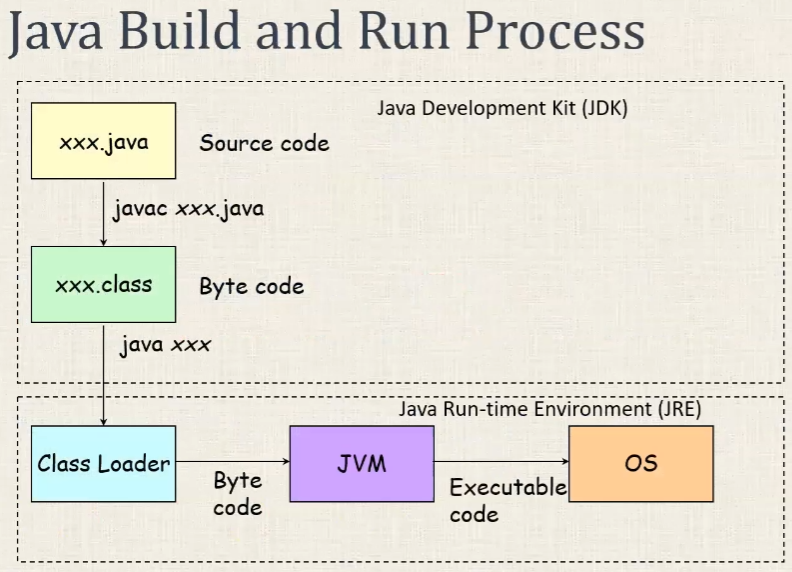 Java Build and Run Process
Java Development Kit (JDK)
xxx.java
Source code
javac xxx.java
xxx.class
Byte code
java xxx
Java Run-time Environment (JRE)
Class Loader
Byte
code
JVM
Executable
code
OS